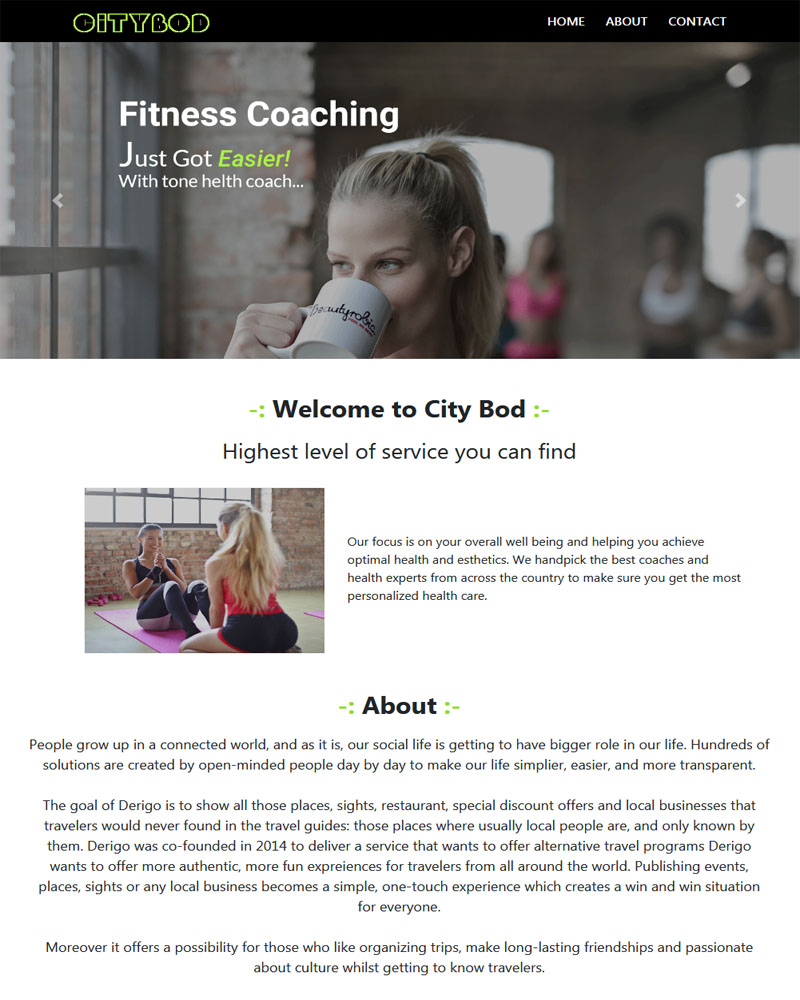 CITYBOD
HOME ABOUT CONTACT
Fitness Coaching
Just Got Easier!
With tone helth coach...
beautyrobic
-: Welcome to City Bod :-
Highest level of service you can find
Our focus is on your overall well being and helping you achieve
optimal health and esthetics. We handpick the best coaches and
health experts from across the country to make sure you get the most
personalized health care.
-: About :-
People grow up in a connected world, and as it is, our social life is getting to have bigger role in our life. Hundreds of
solutions are created by open-minded people day by day to make our life simplier, easier, and more transparent.
The goal of Derigo is to show all those places, sights, restaurant, special discount offers and local businesses that
travelers would never found in the travel guides: those places where usually local people are, and only known by
them. Derigo was co-founded in 2014 to deliver a service that wants to offer alternative travel programs Derigo
wants to offer more authentic, more fun expreiences for travelers from all around the world. Publishing events,
places, sights or any local business becomes a simple, one-touch experience which creates a win and win situation
for everyone.
Moreover it offers a possibility for those who like organizing trips, make long-lasting friendships and passionate
about culture whilst getting to know travelers.